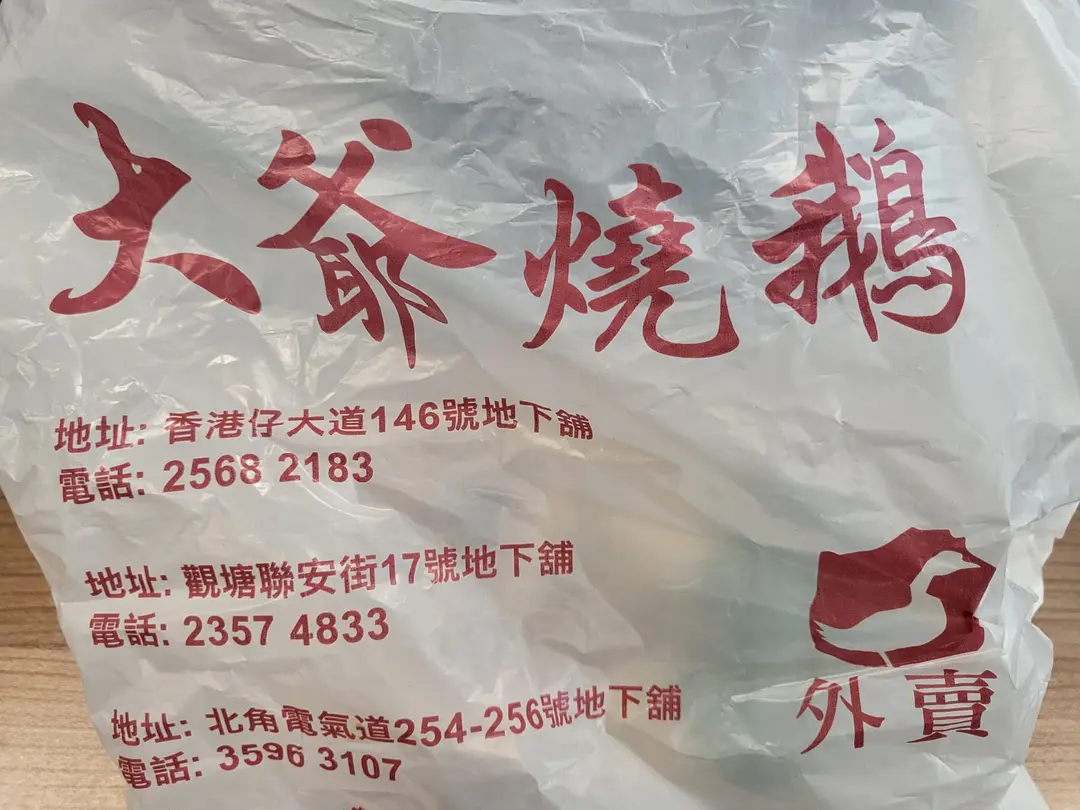 大爺燒鵝
地址: 香港仔大道146號地下舖
電話: 2568 2183
地址: 觀塘聯安街17號地下舖
電話: 2357 4833
地址: 北角電氣道254-256號地下舖
電話: 3596 3107
外賣